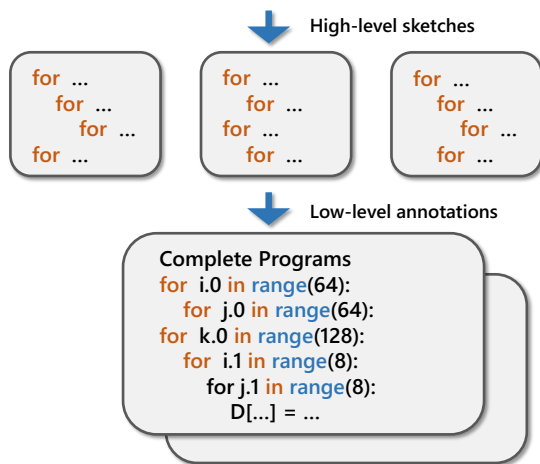 High-level sketches
for ...
for ...
for ...
for ...
for ...
for ...
for ...
for ...
for ...
for ...
for ...
for ...
Low-level annotations
Complete Programs
for i.0 in range(64):
for j.0 in range(64):
for k.0 in range(128):
for i.1 in range(8):
for j.1 in range(8):
D[...] = ...